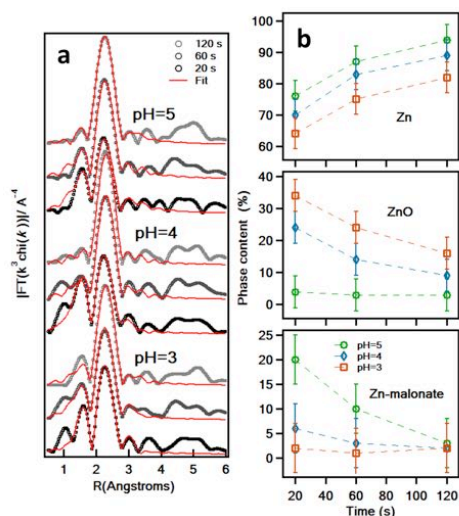 a
120 s
60 s
20 s
Fit
pH=5
pH=4
pH=3
|FT(k³chi(k))|/ A⁻⁴
1 2 3 4 5 6
R(Angstroms)
b
100
90
80
70
60
Zn
40
30
20
10
0
ZnO
Phase content (%)
25
20
15
10
5
0
pH=5
pH=4
pH=3
Zn-malonate
20 40 60 80 100 120
Time (s)